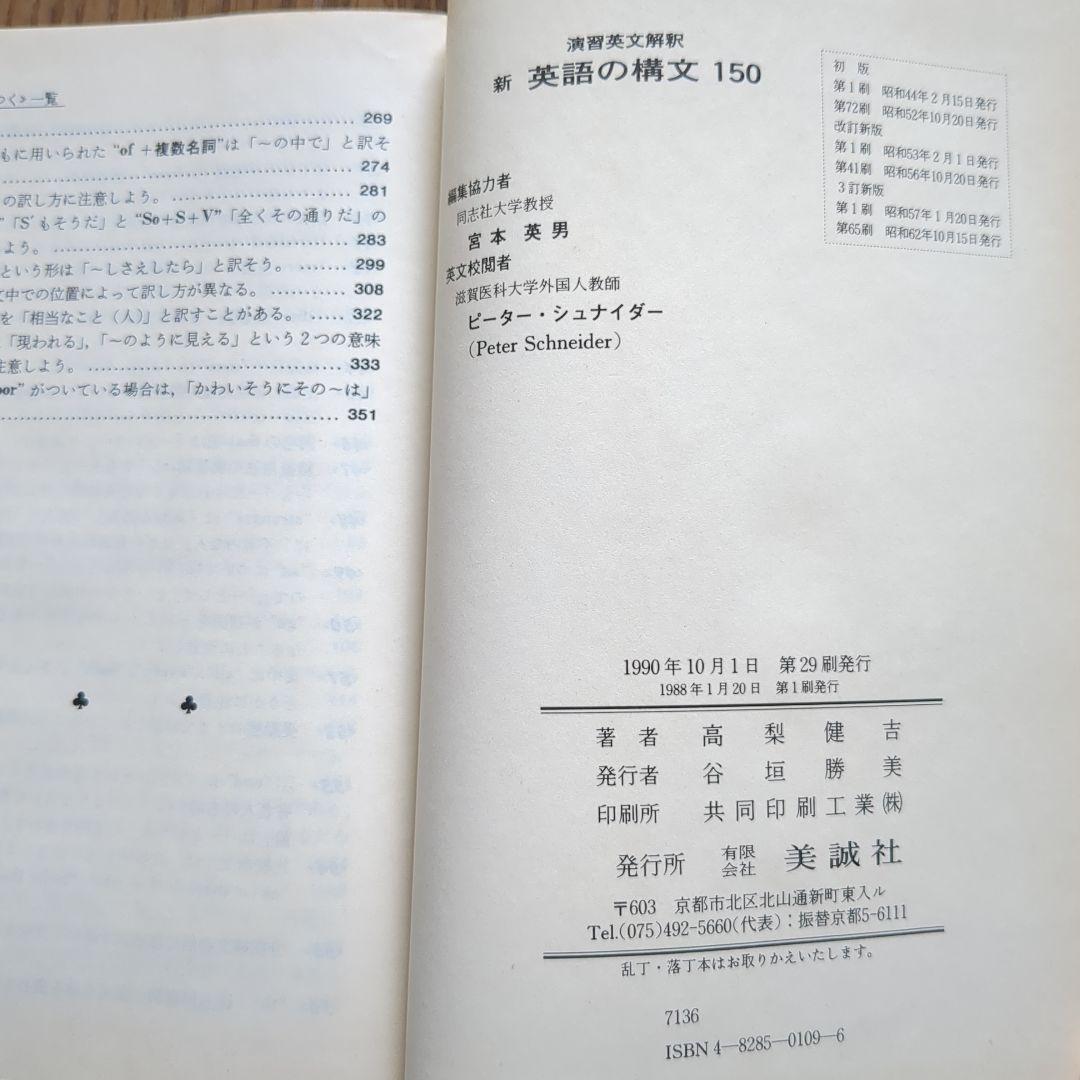 つく》一覧
269
もに用いられた “of＋複数名詞”は「～の中で」と訳そ
274
の訳し方に注意しよう。 281
”「S′もそうだ」と “So＋S＋V”「全くその通りだ」の
よう。 283
という形は「～しさえしたら」と訳そう。 299
文中での位置によって訳し方が異なる。 308
を「相当なこと（人）」と訳すことがある。 322
「現われる」,「～のように見える」という2つの意味
注意しよう。 333
oor” がついている場合は,「かわいそうにその～は」
351
演習英文解釈
新 英語の構文 150
初 版
第1刷 昭和44年2月15日発行
第72刷 昭和52年10月20日発行
改訂新版
第1刷 昭和53年2月1日発行
第41刷 昭和56年10月20日発行
3訂新版
第1刷 昭和57年1月20日発行
第65刷 昭和62年10月15日発行
編集協力者
同志社大学教授
宮本 英男
英文校閲者
滋賀医科大学外国人教師
ピーター・シュナイダー
（Peter Schneider）
1990年10月1日 第29刷発行
1988年1月20日 第1刷発行
著者 高梨健吉
発行者 谷垣勝美
印刷所 共同印刷工業㈱
発行所 有限会社 美誠社
〒603 京都市北区北山通新町東入ル
Tel.(075)492-5660(代表)：振替京都5-6111
乱丁・落丁本はお取りかえいたします。
7136
ISBN 4—8285—0109—6